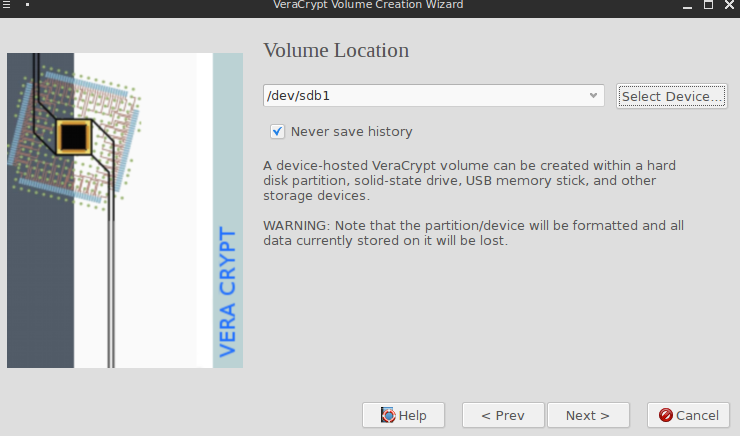 VeraCrypt Volume Creation Wizard
Volume Location
/dev/sdb1
Select Device...
Never save history
A device-hosted VeraCrypt volume can be created within a hard
disk partition, solid-state drive, USB memory stick, and other
storage devices.
WARNING: Note that the partition/device will be formatted and all
data currently stored on it will be lost.
VERA CRYPT
Help
< Prev
Next >
Cancel